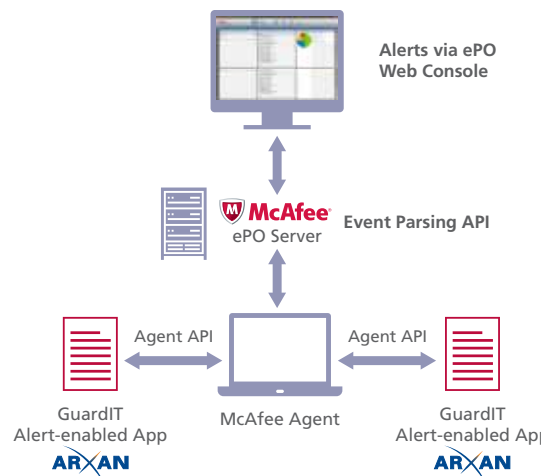 Alerts via ePO
Web Console
McAfee
ePO Server
Event Parsing API
Agent API
Agent API
GuardIT
Alert-enabled App
ARXAN
McAfee Agent
GuardIT
Alert-enabled App
ARXAN